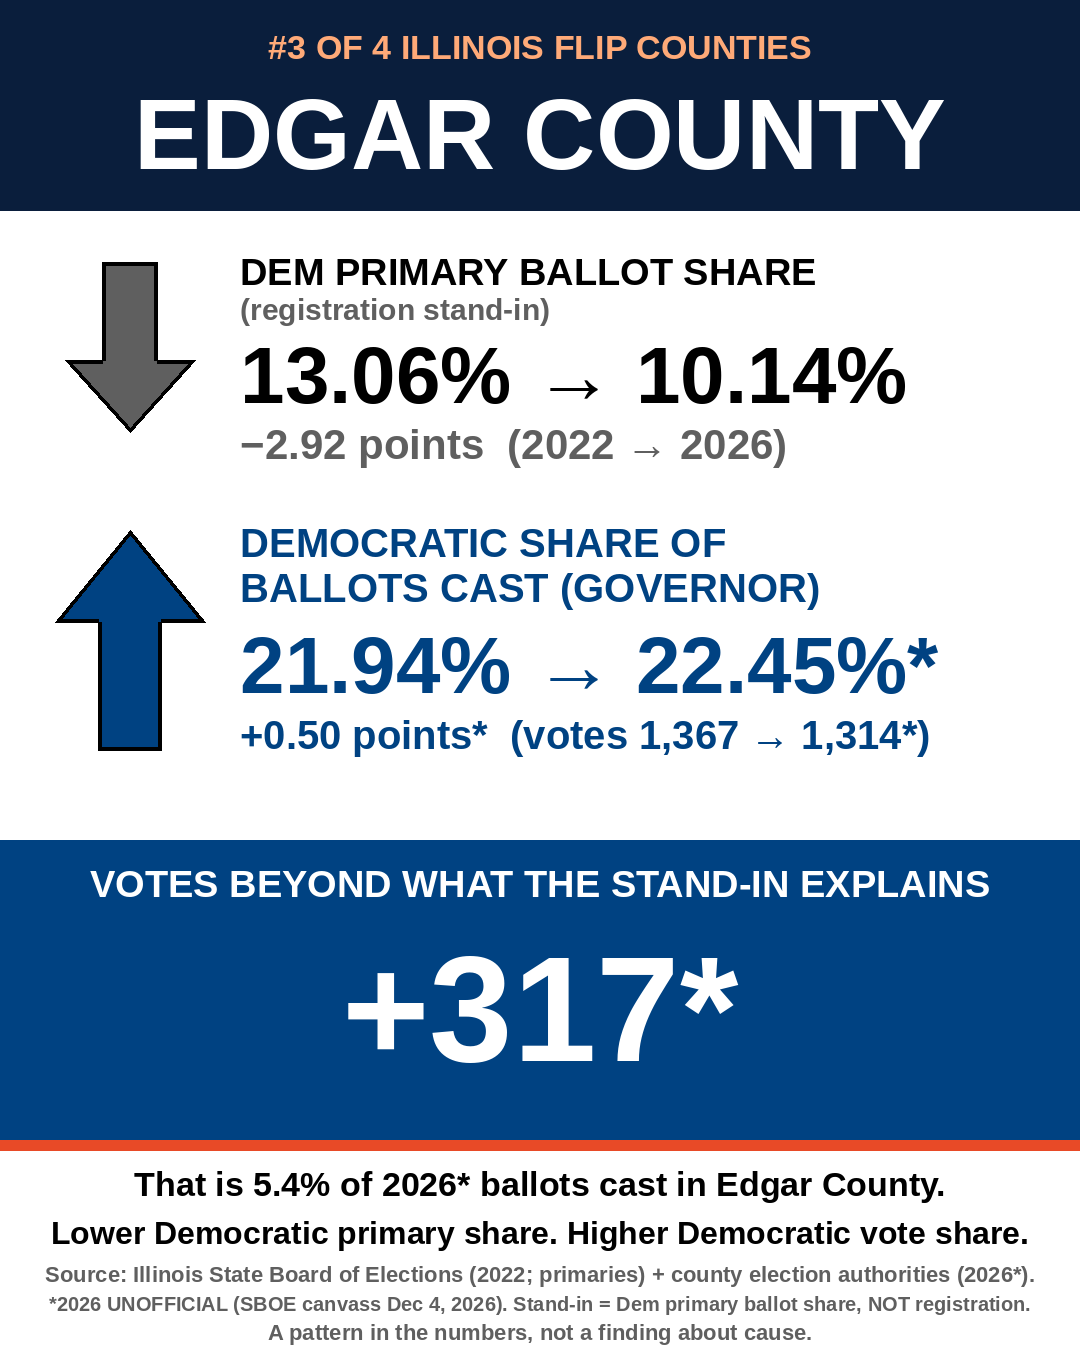 #3 OF 4 ILLINOIS FLIP COUNTIES
EDGAR COUNTY
DEM PRIMARY BALLOT SHARE
(registration stand-in)
13.06% → 10.14%
−2.92 points (2022 → 2026)
DEMOCRATIC SHARE OF
BALLOTS CAST (GOVERNOR)
21.94% → 22.45%*
+0.50 points* (votes 1,367 → 1,314*)
VOTES BEYOND WHAT THE STAND-IN EXPLAINS
+317*
That is 5.4% of 2026* ballots cast in Edgar County.
Lower Democratic primary share. Higher Democratic vote share.
Source: Illinois State Board of Elections (2022; primaries) + county election authorities (2026*).
*2026 UNOFFICIAL (SBOE canvass Dec 4, 2026). Stand-in = Dem primary ballot share, NOT registration.
A pattern in the numbers, not a finding about cause.